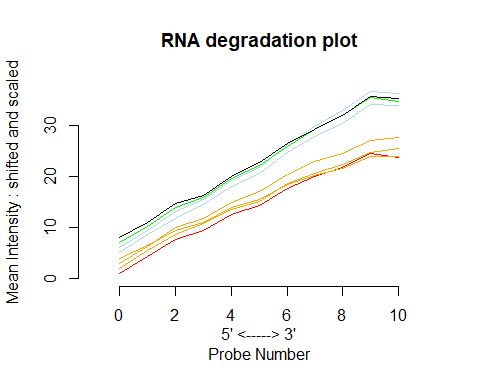 RNA degradation plot
Mean Intensity : shifted and scaled
30
20
10
0
0 2 4 6 8 10
5' <-----> 3'
Probe Number